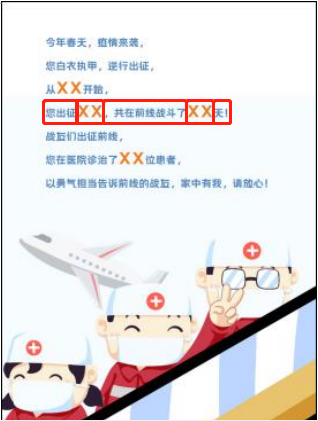 今年春天，疫情来袭，
您白衣执甲，逆行出征，
从XX开始，
您出征XX，共在前线战斗了XX天！
战友们出征前线，
您在医院诊治了XX位患者，
以勇气担当告诉前线的战友，家中有我，请放心！